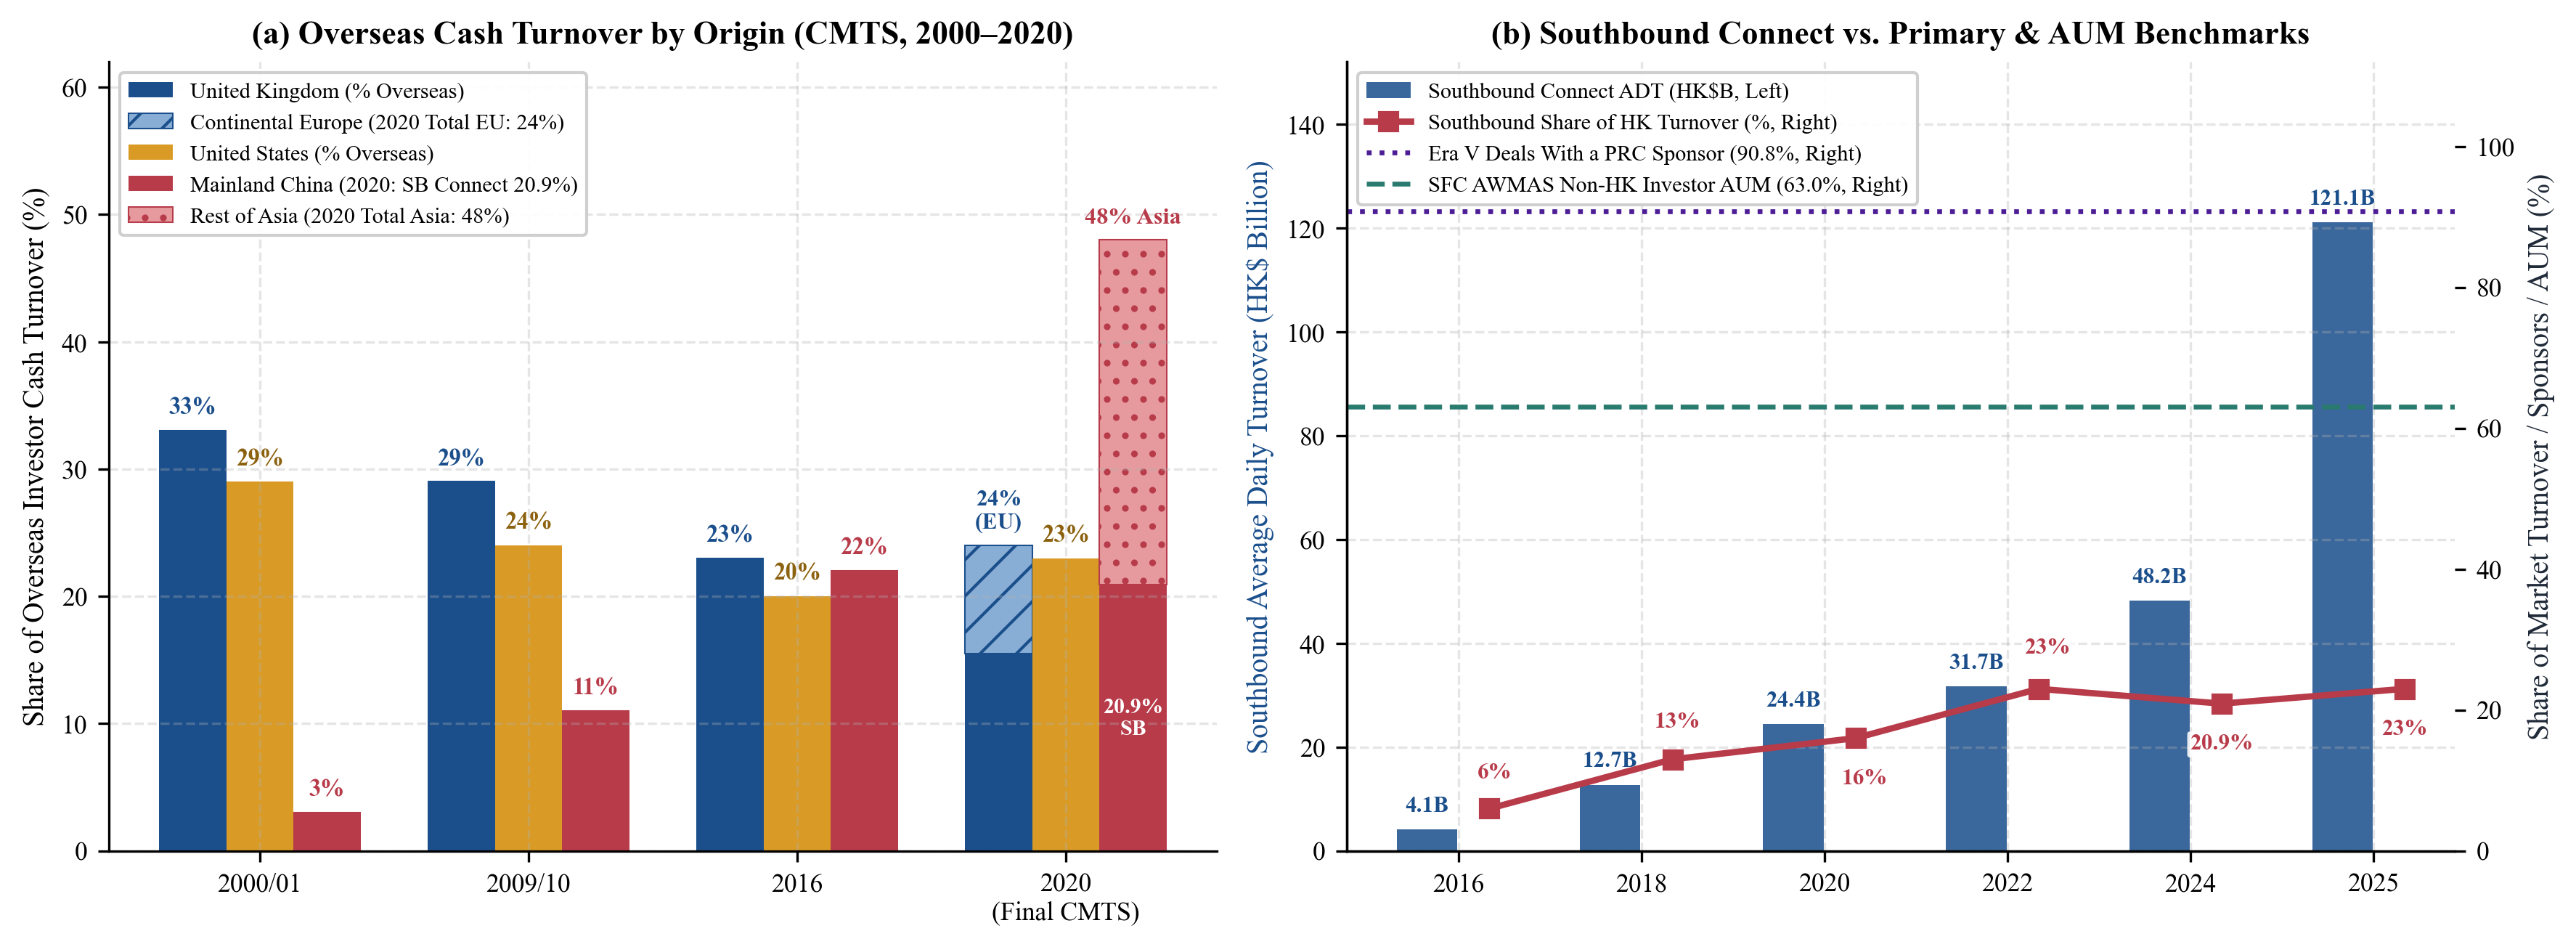 (a) Overseas Cash Turnover by Origin (CMTS, 2000–2020)
Share of Overseas Investor Cash Turnover (%)
60
50
40
30
20
10
0
United Kingdom (% Overseas)
Continental Europe (2020 Total EU: 24%)
United States (% Overseas)
Mainland China (2020: SB Connect 20.9%)
Rest of Asia (2020 Total Asia: 48%)
33%
29%
3%
29%
24%
11%
23%
20%
22%
24%
(EU)
23%
48% Asia
20.9%
SB
2000/01
2009/10
2016
2020
(Final CMTS)
(b) Southbound Connect vs. Primary & AUM Benchmarks
Southbound Average Daily Turnover (HK$ Billion)
140
120
100
80
60
40
20
0
Southbound Connect ADT (HK$B, Left)
Southbound Share of HK Turnover (%, Right)
Era V Deals With a PRC Sponsor (90.8%, Right)
SFC AWMAS Non-HK Investor AUM (63.0%, Right)
4.1B
12.7B
24.4B
31.7B
48.2B
121.1B
6%
13%
16%
23%
20.9%
23%
2016
2018
2020
2022
2024
2025
100
80
60
40
20
0
Share of Market Turnover / Sponsors / AUM (%)